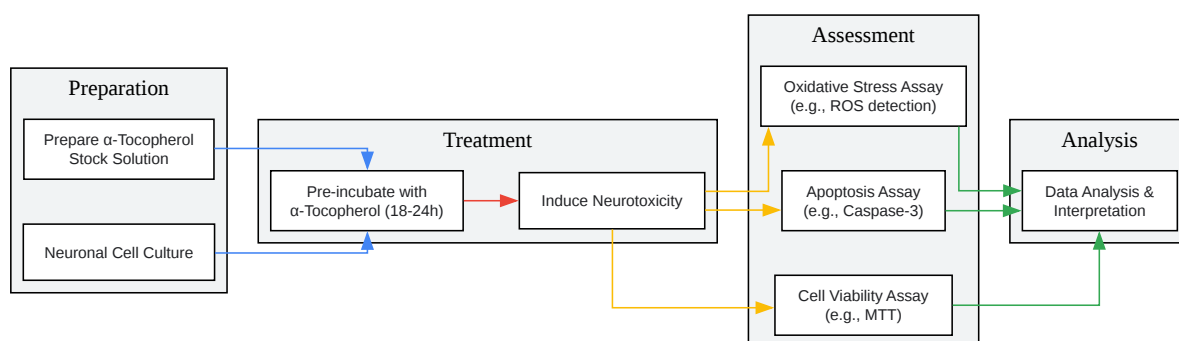 Preparation
Prepare α-Tocopherol
Stock Solution
Neuronal Cell Culture
Treatment
Pre-incubate with
α-Tocopherol (18-24h)
Induce Neurotoxicity
Assessment
Oxidative Stress Assay
(e.g., ROS detection)
Apoptosis Assay
(e.g., Caspase-3)
Cell Viability Assay
(e.g., MTT)
Analysis
Data Analysis &
Interpretation